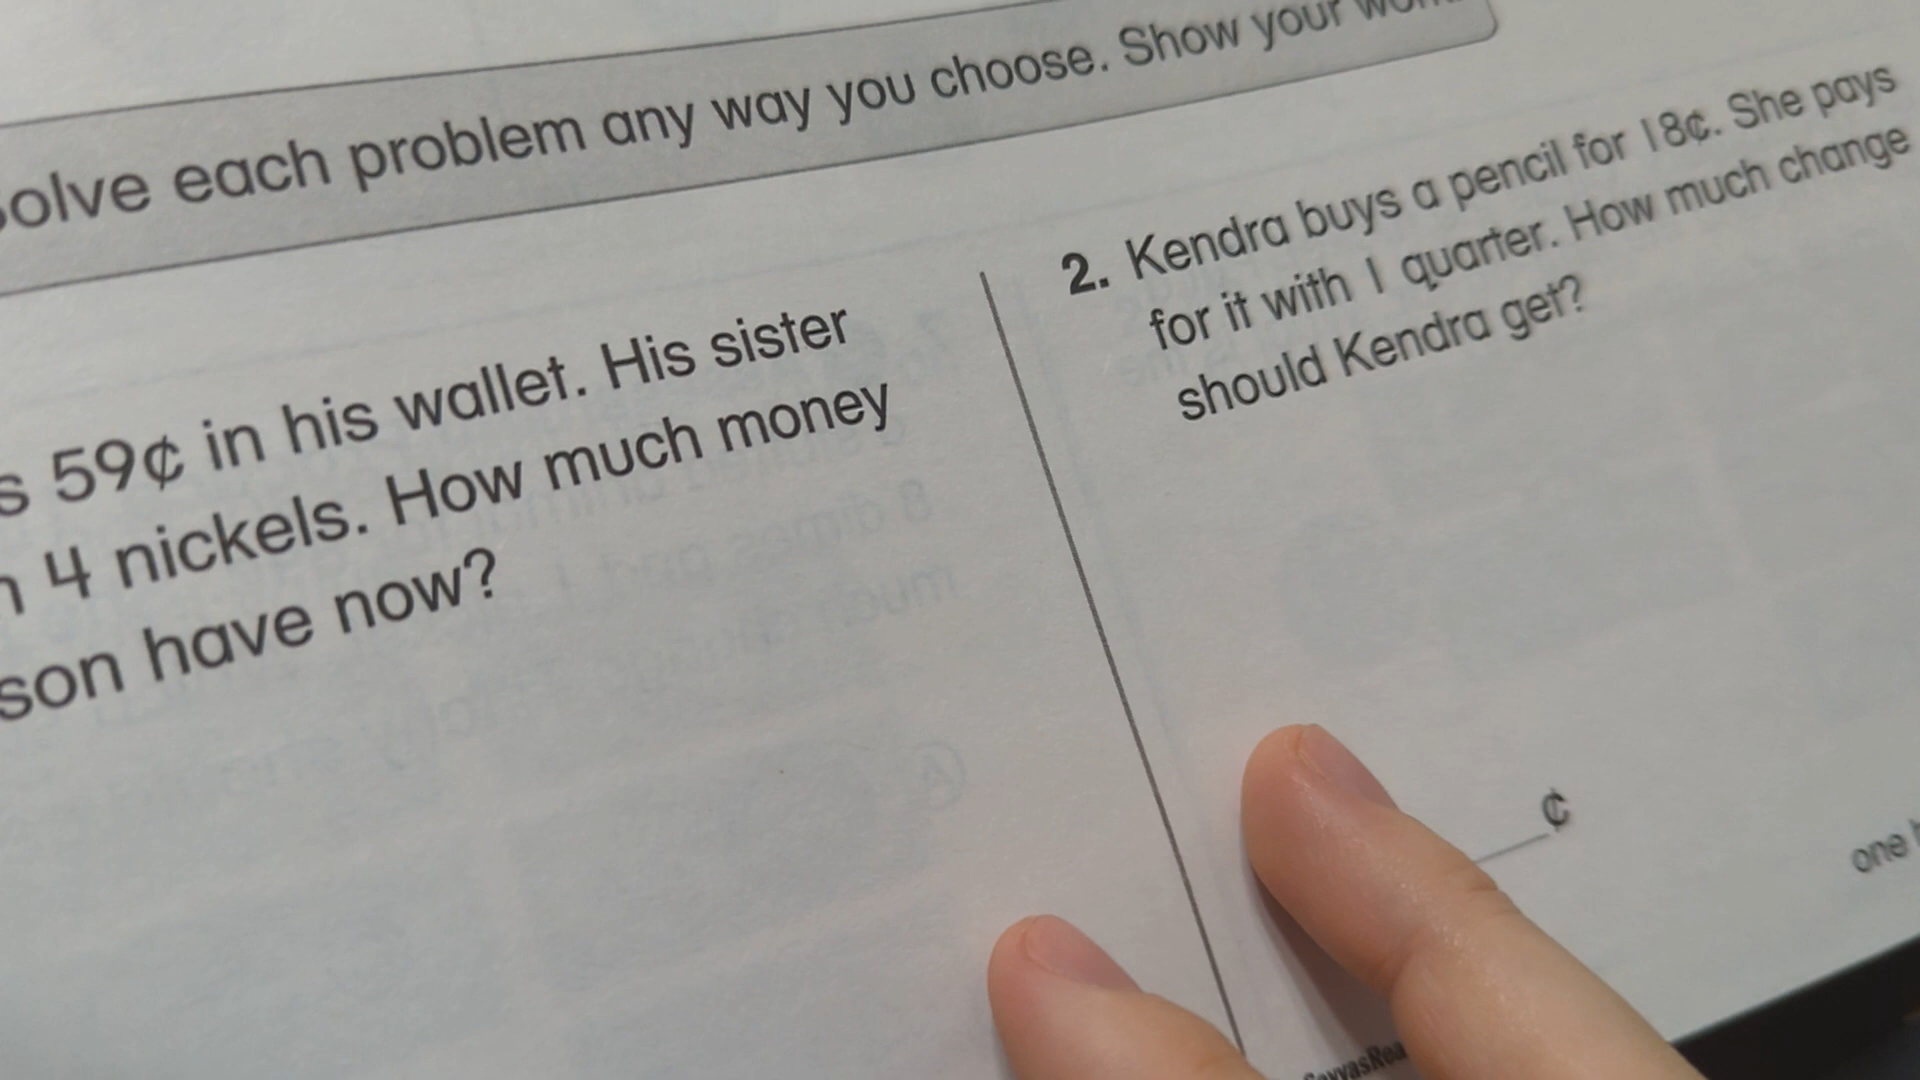 olve each problem any way you choose. Show your
s 59¢ in his wallet. His sister
4 nickels. How much money
son have now?
2. Kendra buys a pencil for 18¢. She pays
for it with 1 quarter. How much change
should Kendra get?
¢
one